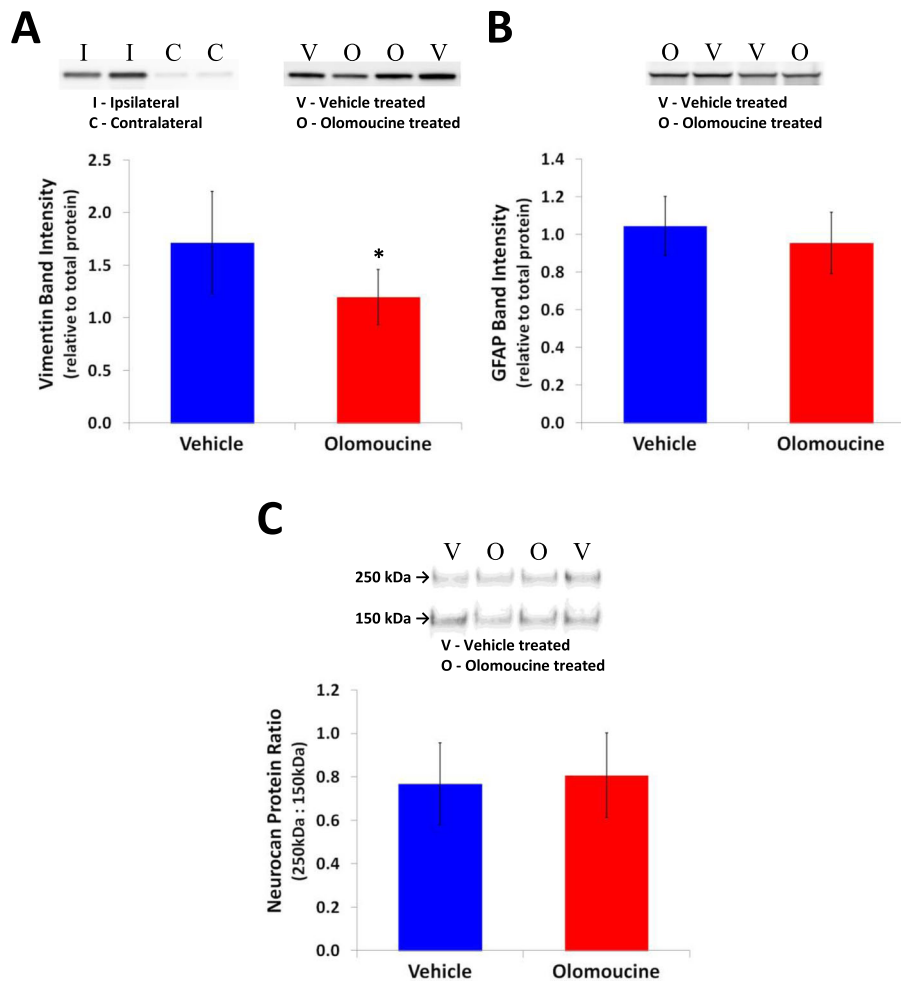 A
I I C C
I - Ipsilateral
C - Contralateral
V O O V
V - Vehicle treated
O - Olomoucine treated
Vimentin Band Intensity
(relative to total protein)
2.5
2.0
1.5
1.0
0.5
0.0
*
Vehicle Olomoucine
B
O V V O
V - Vehicle treated
O - Olomoucine treated
GFAP Band Intensity
(relative to total protein)
1.4
1.2
1.0
0.8
0.6
0.4
0.2
0.0
Vehicle Olomoucine
C
V O O V
250 kDa →
150 kDa →
V - Vehicle treated
O - Olomoucine treated
Neurocan Protein Ratio
(250kDa : 150kDa)
1.2
1.0
0.8
0.6
0.4
0.2
0.0
Vehicle Olomoucine